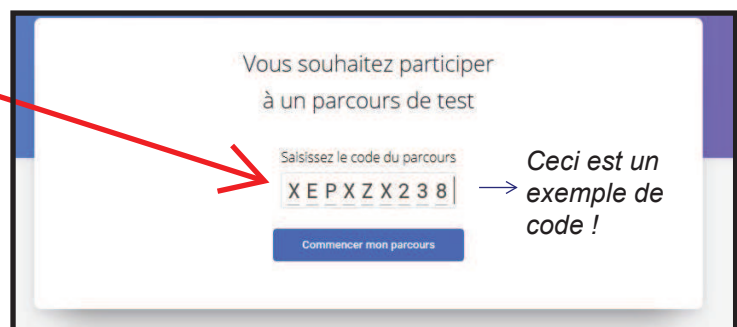 Vous souhaitez participer
à un parcours de test
Saisissez le code du parcours
XEPXZX238
Commencer mon parcours
Ceci est un
exemple de
code !